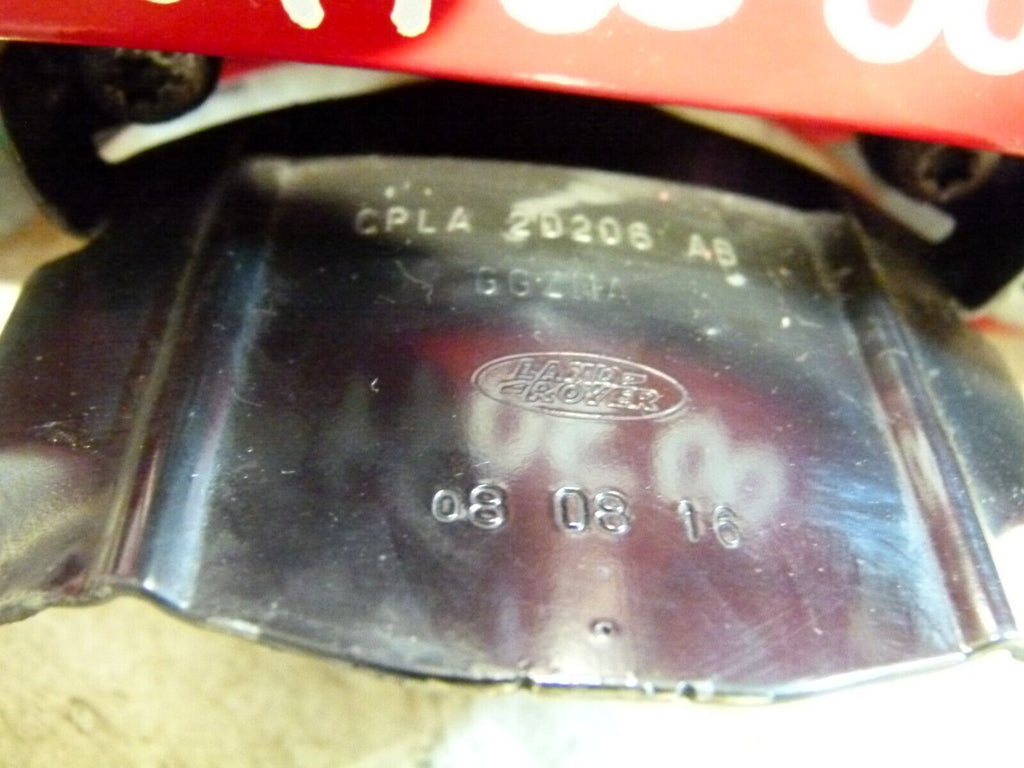 CPLA 20206 AB
LAND
ROVER
08 08 16